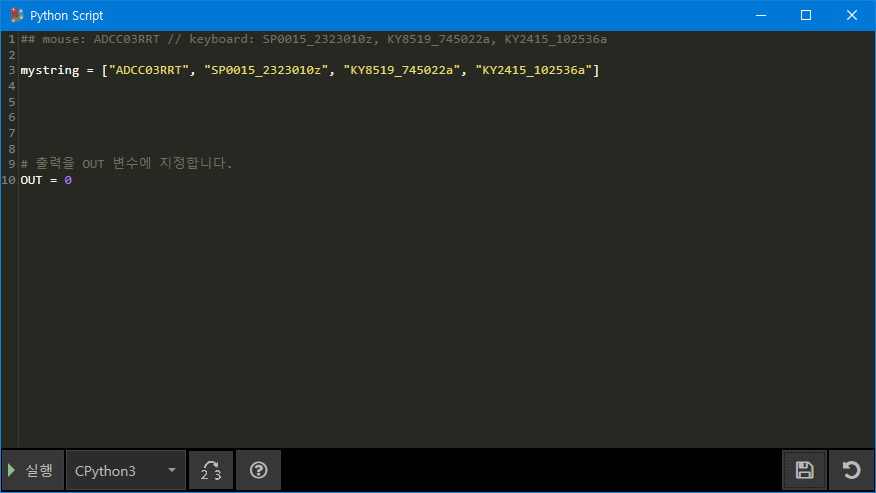 Python Script
1 ## mouse: ADCC03RRT // keyboard: SP0015_2323010z, KY8519_745022a, KY2415_102536a
2
3 mystring = ["ADCC03RRT", "SP0015_2323010z", "KY8519_745022a", "KY2415_102536a"]
4
5
6
7
8
9 # 출력을 OUT 변수에 지정합니다.
10 OUT = 0
실행 CPython3 2 3 ?